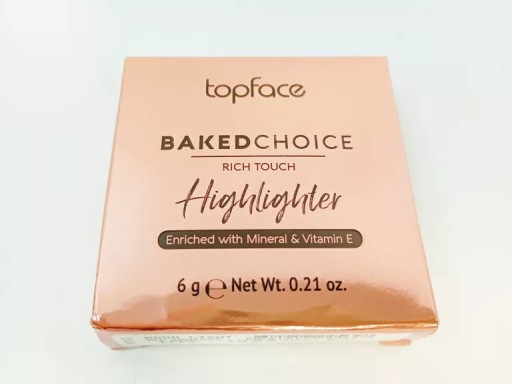 topface
BAKEDCHOICE
RICH TOUCH
Highlighter
Enriched with Mineral & Vitamin E
6 g ℮ Net Wt. 0.21 oz.